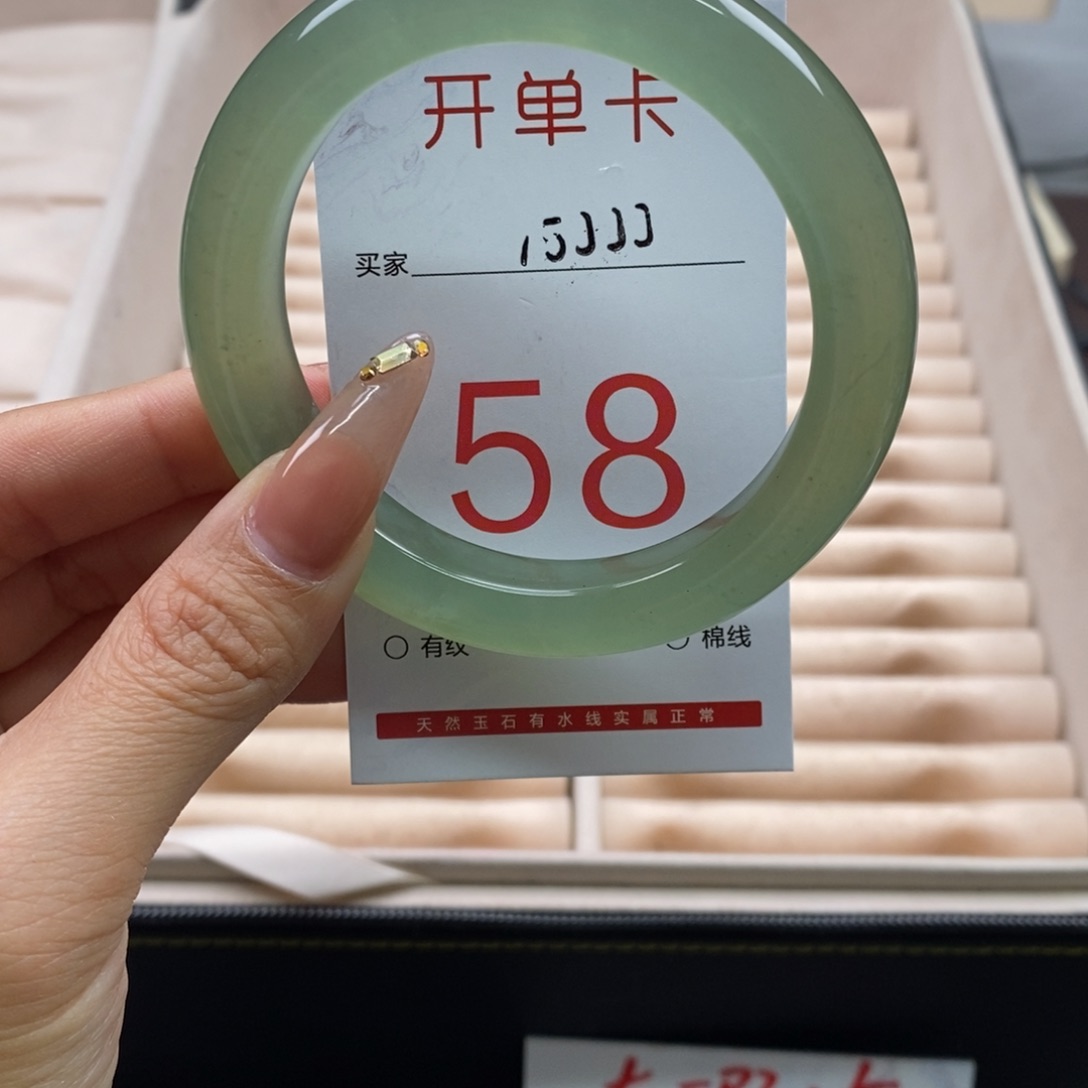 开单卡
买家
58
有纹 棉线
天然玉石有水线实属正常